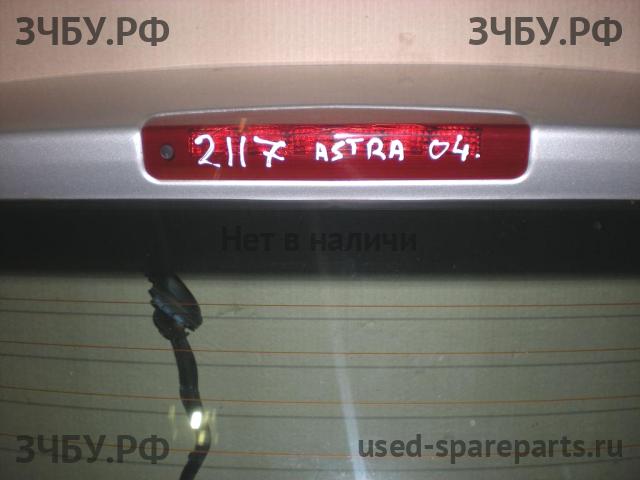 ЗЧБУ.РФ ЗЧБУ.РФ
2117 ASTRA 04.
Нет в наличи
ЗЧБУ.РФ used-spareparts.ru